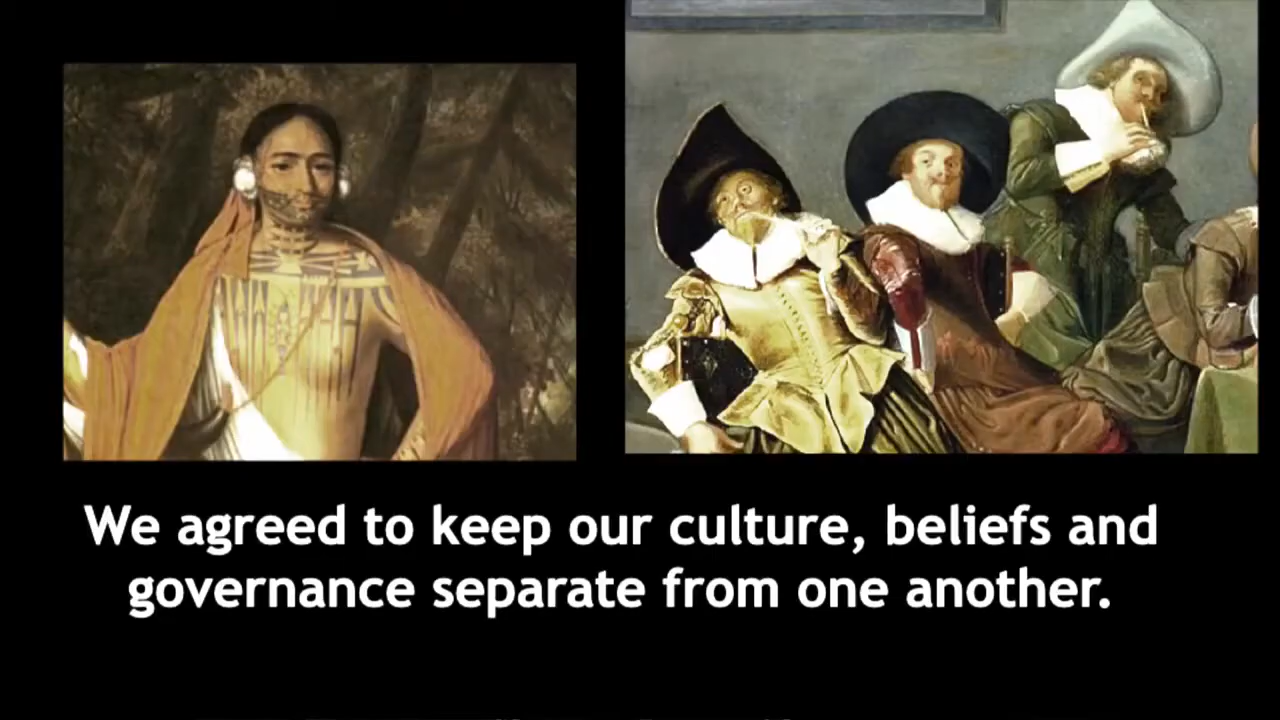 We agreed to keep our culture, beliefs and
governance separate from one another.